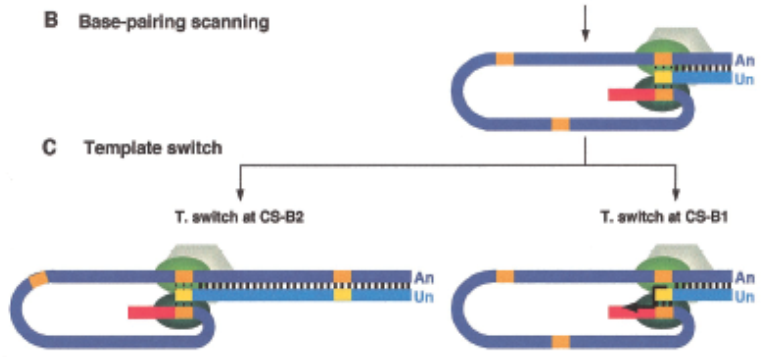 B Base-pairing scanning
An
Un
C Template switch
T. switch at CS-B2
T. switch at CS-B1
An
Un
An
Un